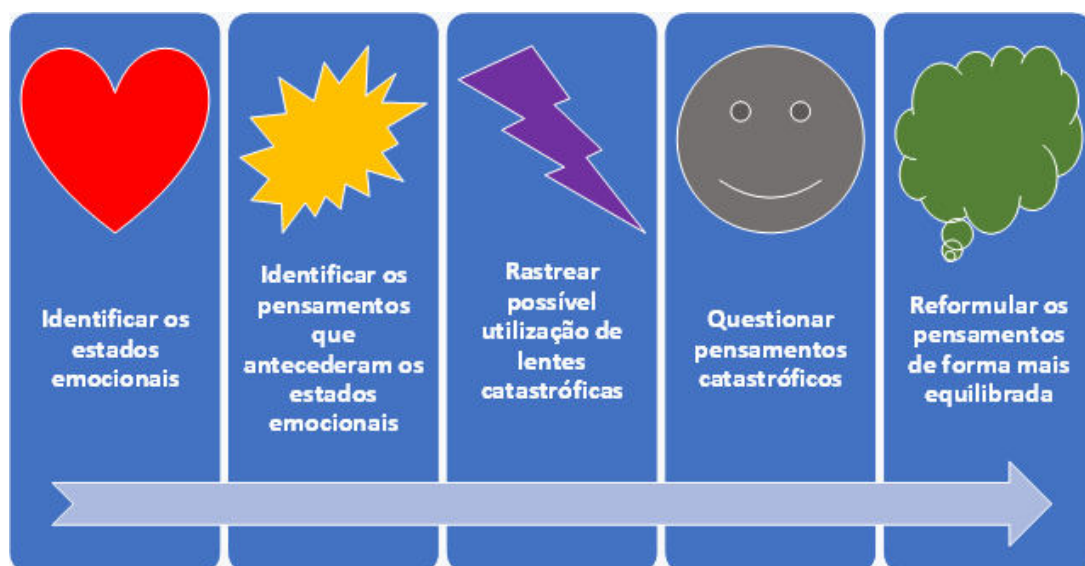 Identificar os
estados
emocionais
Identificar os
pensamentos
que
antecederam os
estados
emocionais
Rastrear
possível
utilização de
lentes
catastróficas
Questionar
pensamentos
catastróficos
Reformular os
pensamentos
de forma mais
equilibrada